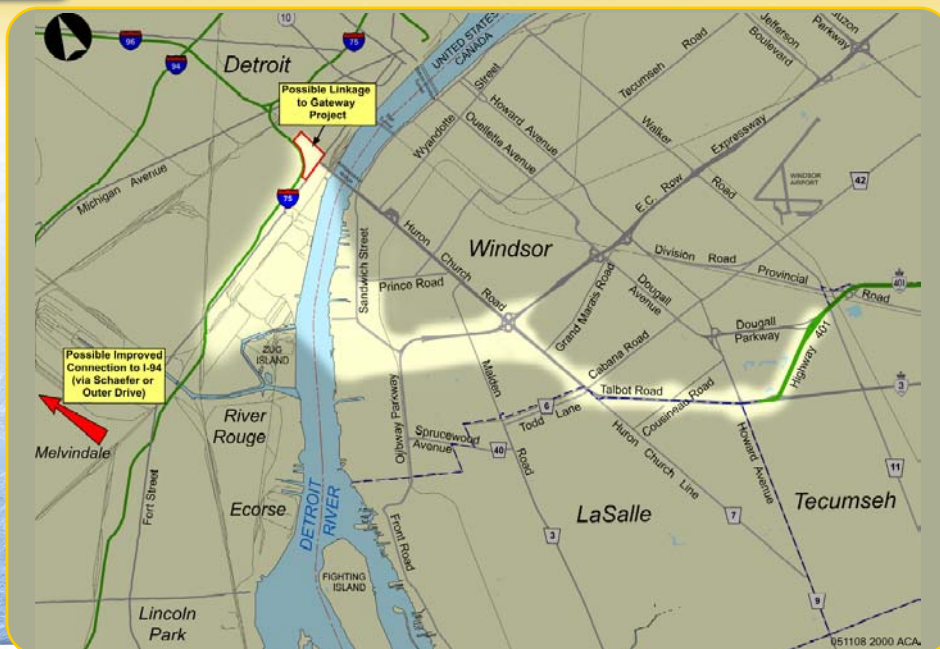 10
96
75
94
Detroit
UNITED STATES
CANADA
Possible Linkage
to Gateway
Project
Michigan Avenue
75
Wyandotte
Street
Howard Avenue
Ouellette Avenue
Tecumseh
Road
Jefferson
Boulevard
Parkway
Walker
Road
E.C. Row
Expressway
WINDSOR
AIRPORT
42
Huron
Church
Road
Windsor
Sandwich Street
Prince Road
Division Road
Provincial
Road
401
Grand Marais Road
Dougall
Avenue
Dougall
Parkway
Highway 401
3
Possible Improved
Connection to I-94
(via Schaefer or
Outer Drive)
ZUG
ISLAND
Melvindale
River
Rouge
Ojibway Parkway
Malden
Road
Cabana Road
Talbot Road
Cousineau Road
6
Todd Lane
Sprucewood
Avenue
40
Huron
Church Line
Howard Avenue
11
Tecumseh
Fort Street
Ecorse
DETROIT
RIVER
Front Road
LaSalle
7
3
FIGHTING
ISLAND
9
Lincoln
Park
051108 2000 ACA